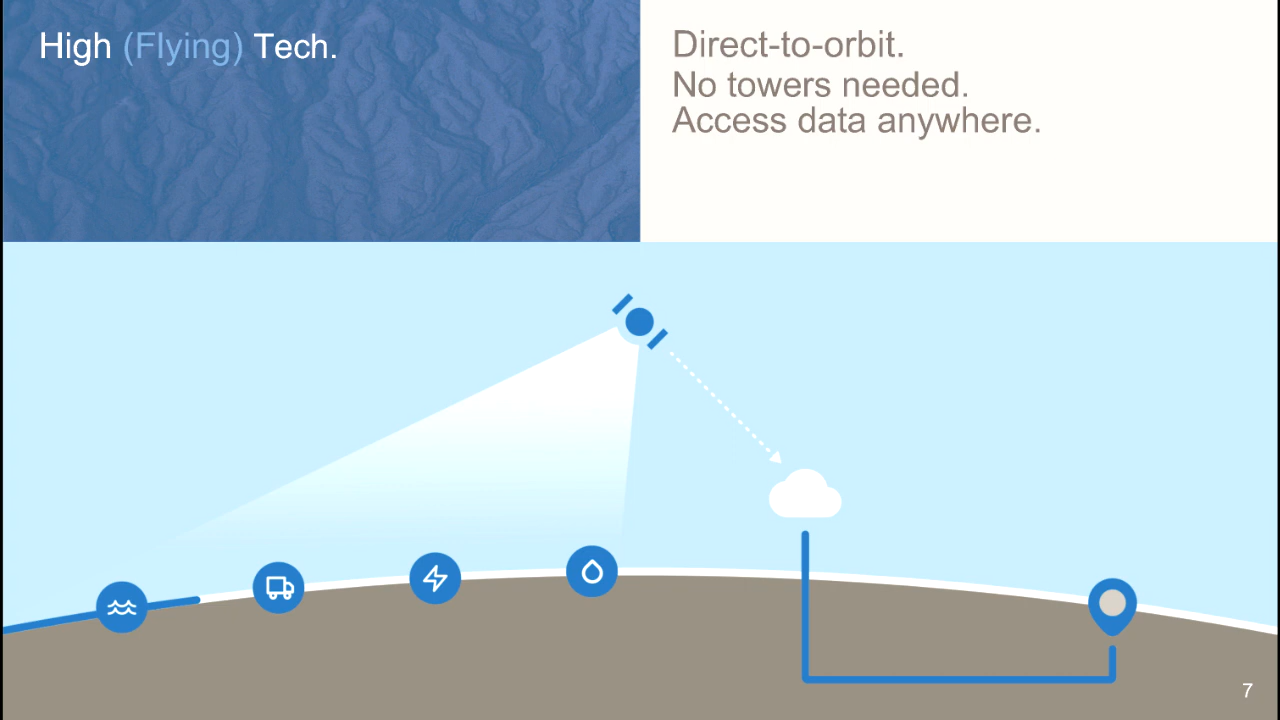 High (Flying) Tech.
Direct-to-orbit.
No towers needed.
Access data anywhere.
7